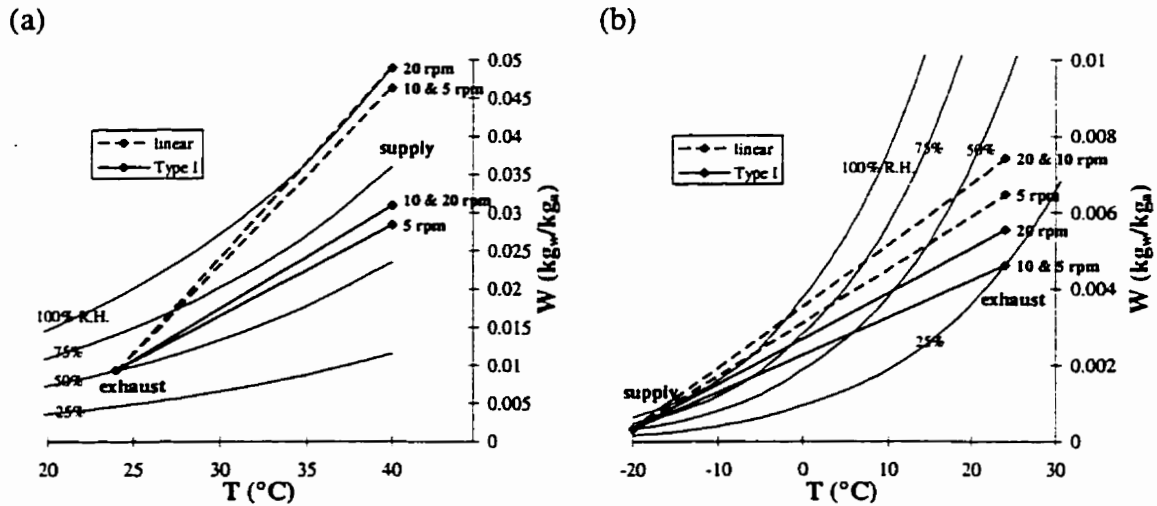 (a)
0.05
20 rpm
10 & 5 rpm
0.045
linear
Type I
0.04
supply
0.035
10 & 20 rpm
0.03
5 rpm
0.025
W (kgw/kga)
0.02
100% R.H.
0.015
75%
0.01
50%
exhaust
0.005
25%
0
20
25
30
35
40
T (°C)
(b)
0.01
linear
Type I
0.008
100% R.H.
75%
50%
20 & 10 rpm
5 rpm
0.006
20 rpm
10 & 5 rpm
0.004
exhaust
W (kgw/kga)
25%
0.002
supply
0
-20
-10
0
10
20
30
T (°C)